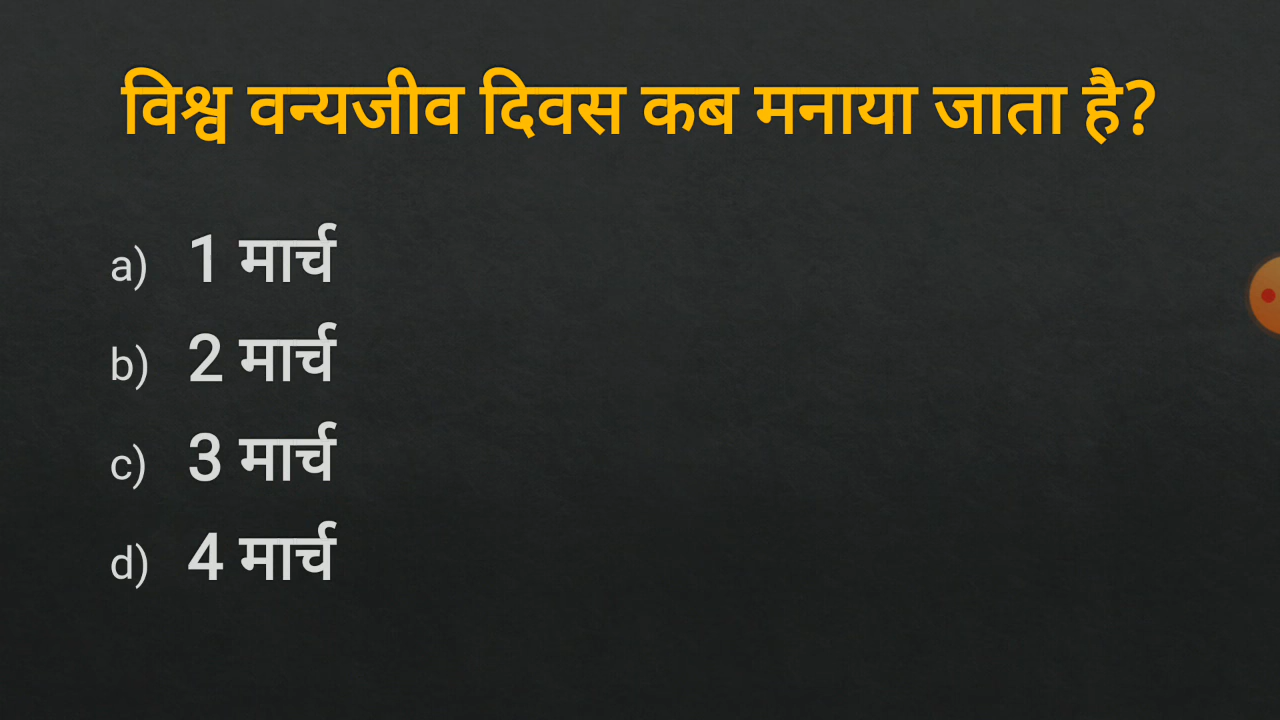 विश्व वन्यजीव दिवस कब मनाया जाता है?
a) 1 मार्च
b) 2 मार्च
c) 3 मार्च
d) 4 मार्च